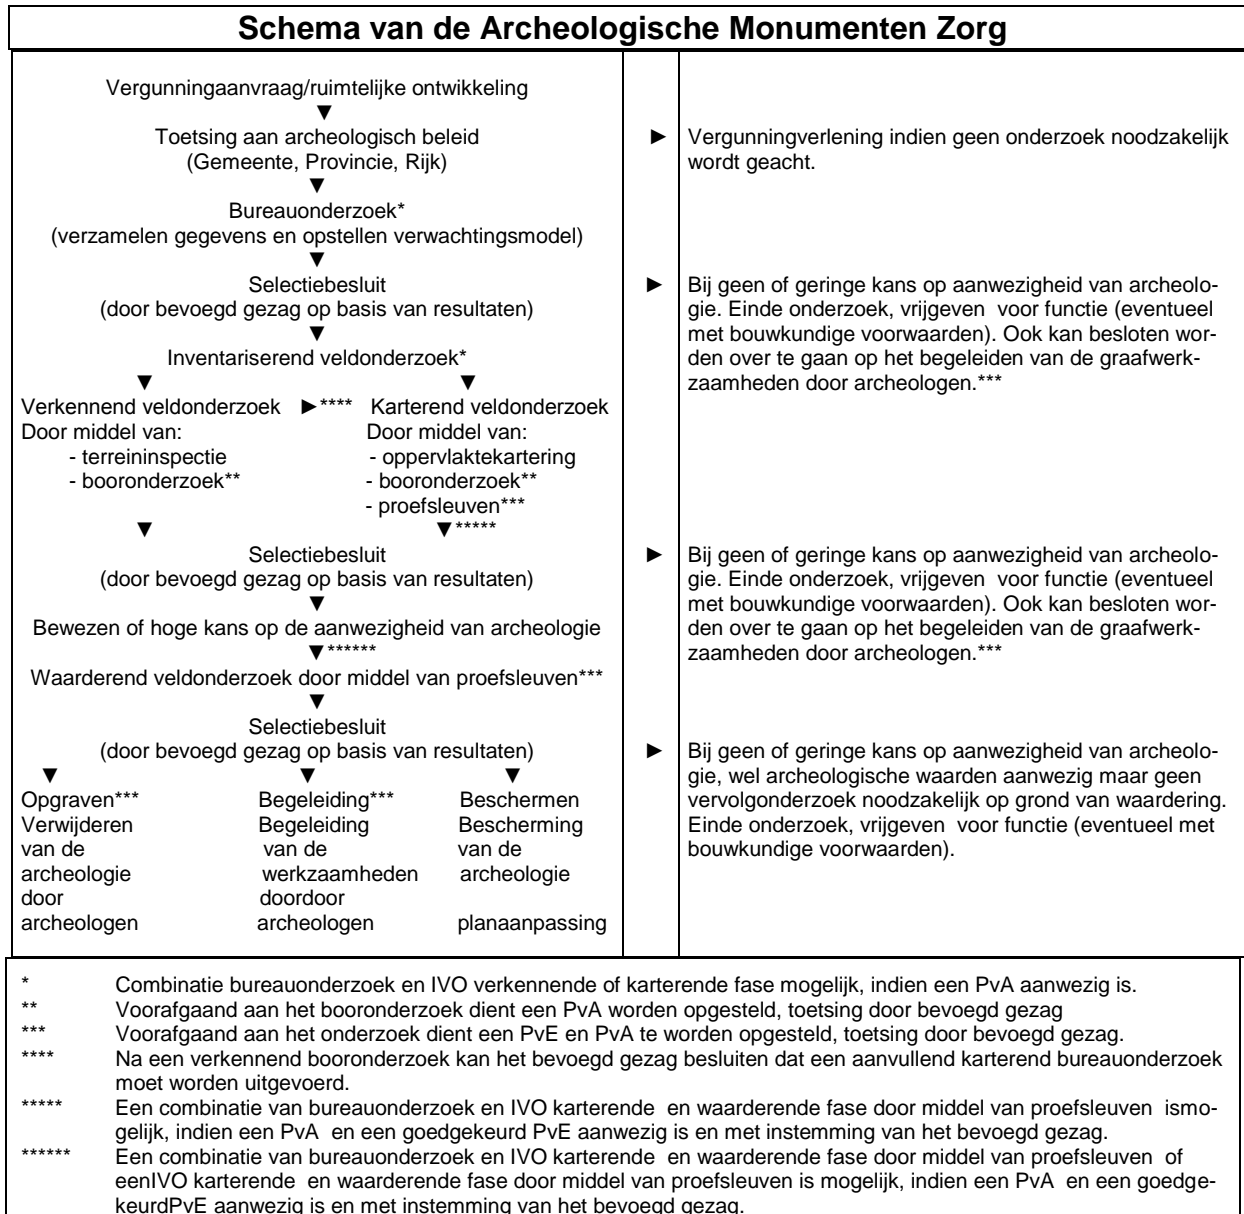 Schema van de Archeologische Monumenten Zorg
Vergunningaanvraag/ruimtelijke ontwikkeling
▼
Toetsing aan archeologisch beleid
(Gemeente, Provincie, Rijk)
► Vergunningverlening indien geen onderzoek noodzakelijk
wordt geacht.
▼
Bureauonderzoek*
(verzamelen gegevens en opstellen verwachtingsmodel)
▼
Selectiebesluit
(door bevoegd gezag op basis van resultaten)
► Bij geen of geringe kans op aanwezigheid van archeolo-
gie. Einde onderzoek, vrijgeven voor functie (eventueel
met bouwkundige voorwaarden). Ook kan besloten wor-
den over te gaan op het begeleiden van de graafwerk-
zaamheden door archeologen.***
▼
Inventariserend veldonderzoek*
▼ ▼
Verkennend veldonderzoek ►**** Karterend veldonderzoek
Door middel van: Door middel van:
- terreininspectie - oppervlaktekartering
- booronderzoek** - booronderzoek**
- proefsleuven***
▼ ▼*****
Selectiebesluit
(door bevoegd gezag op basis van resultaten)
► Bij geen of geringe kans op aanwezigheid van archeolo-
gie. Einde onderzoek, vrijgeven voor functie (eventueel
met bouwkundige voorwaarden). Ook kan besloten wor-
den over te gaan op het begeleiden van de graafwerk-
zaamheden door archeologen.***
▼
Bewezen of hoge kans op de aanwezigheid van archeologie
▼******
Waarderend veldonderzoek door middel van proefsleuven***
▼
Selectiebesluit
(door bevoegd gezag op basis van resultaten)
► Bij geen of geringe kans op aanwezigheid van archeolo-
gie, wel archeologische waarden aanwezig maar geen
vervolgonderzoek noodzakelijk op grond van waardering.
Einde onderzoek, vrijgeven voor functie (eventueel met
bouwkundige voorwaarden).
▼ ▼ ▼
Opgraven*** Begeleiding*** Beschermen
Verwijderen Begeleiding Bescherming
van de van de van de
archeologie werkzaamheden archeologie
door doordoor
archeologen archeologen planaanpassing
* Combinatie bureauonderzoek en IVO verkennende of karterende fase mogelijk, indien een PvA aanwezig is.
** Voorafgaand aan het booronderzoek dient een PvA worden opgesteld, toetsing door bevoegd gezag
*** Voorafgaand aan het onderzoek dient een PvE en PvA te worden opgesteld, toetsing door bevoegd gezag.
**** Na een verkennend booronderzoek kan het bevoegd gezag besluiten dat een aanvullend karterend bureauonderzoek
moet worden uitgevoerd.
***** Een combinatie van bureauonderzoek en IVO karterende en waarderende fase door middel van proefsleuven ismo-
gelijk, indien een PvA en een goedgekeurd PvE aanwezig is en met instemming van het bevoegd gezag.
****** Een combinatie van bureauonderzoek en IVO karterende en waarderende fase door middel van proefsleuven of
eenIVO karterende en waarderende fase door middel van proefsleuven is mogelijk, indien een PvA en een goedge-
keurdPvE aanwezig is en met instemming van het bevoegd gezag.